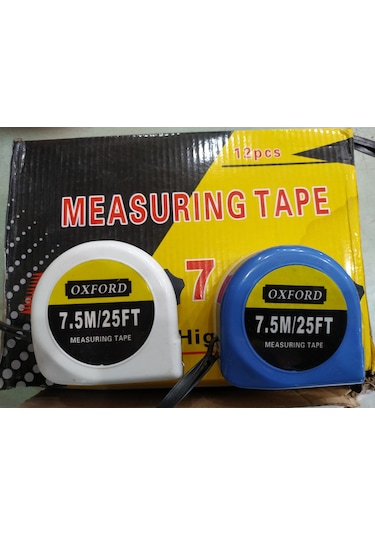 12pcs
MEASURING TAPE
7
Hig
OXFORD
7.5M/25FT
MEASURING TAPE
OXFORD
7.5M/25FT
MEASURING TAPE